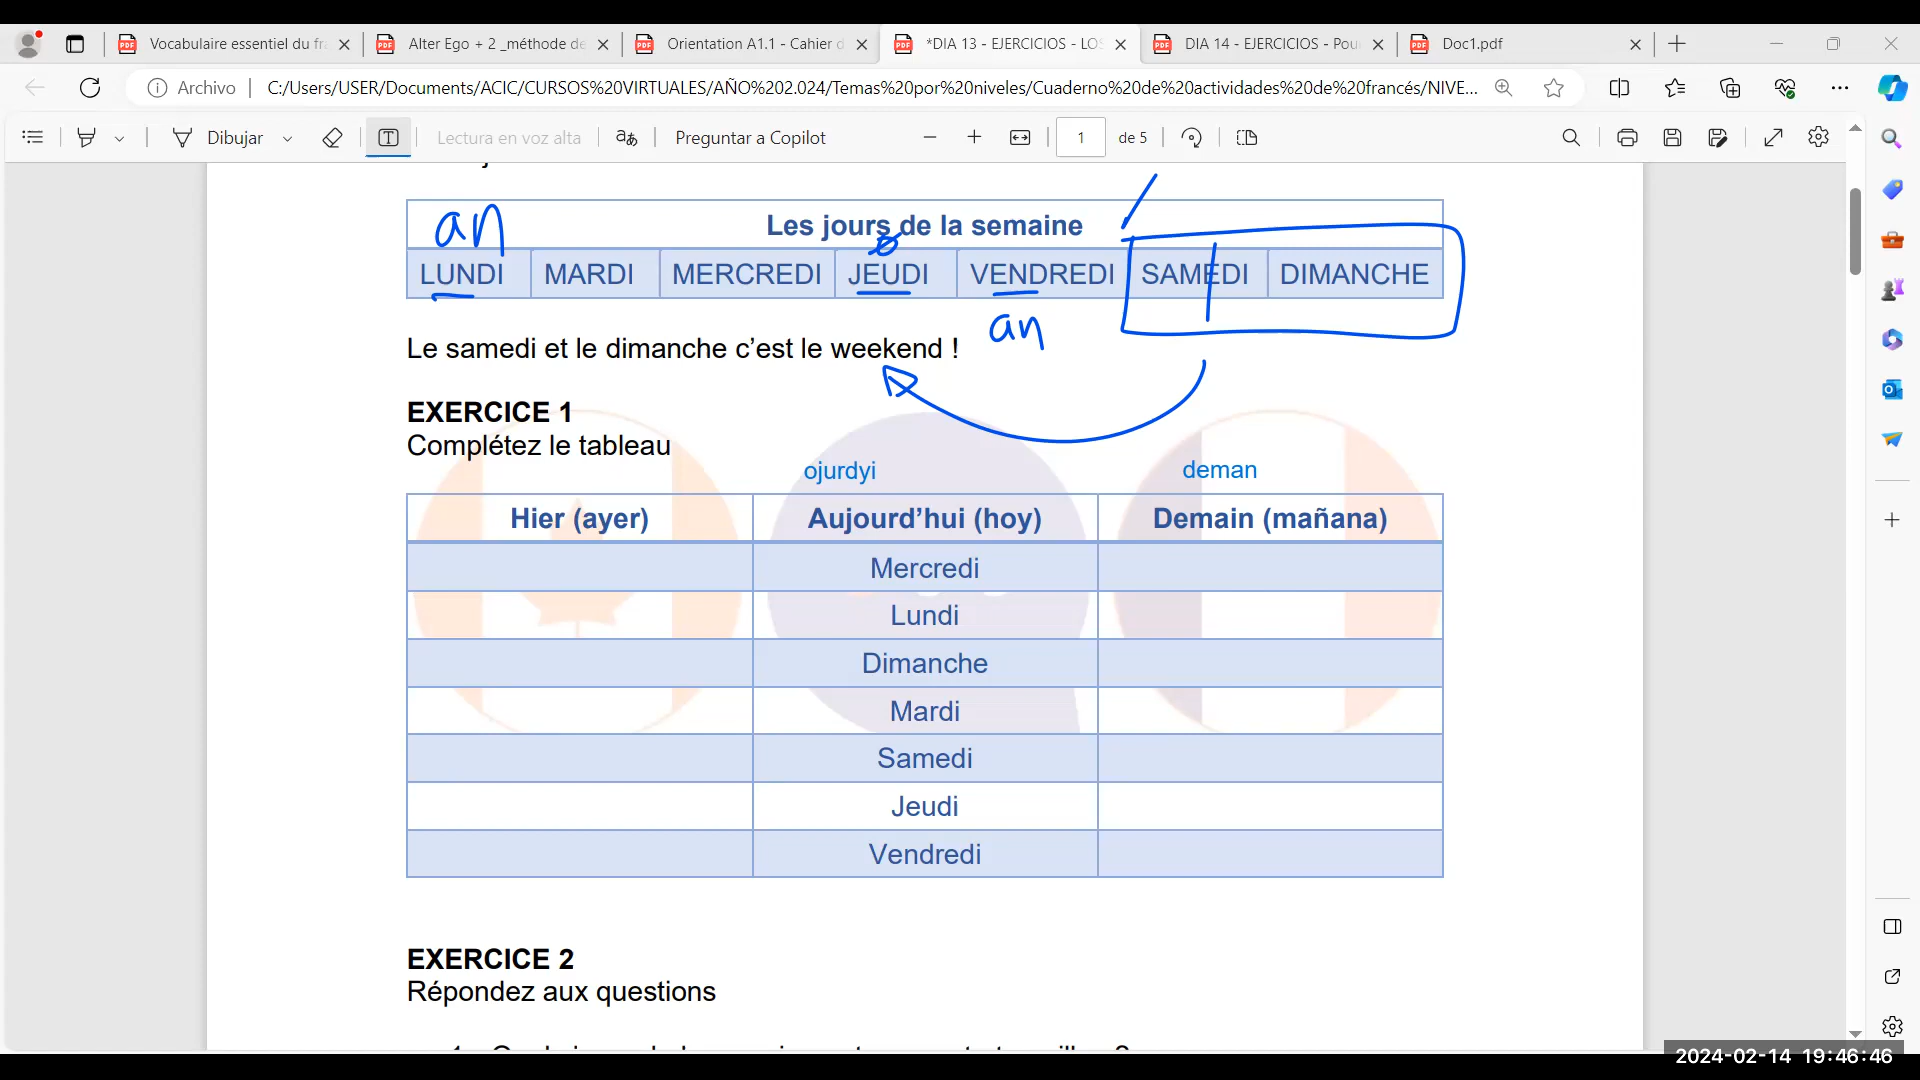 Vocabulaire essentiel du fra
Alter Ego + 2 _méthode de
Orientation A1.1 - Cahier d
*DIA 13 - EJERCICIOS - LOS
DIA 14 - EJERCICIOS - Pou
Doc1.pdf
Archivo
C:/Users/USER/Documents/ACIC/CURSOS%20VIRTUALES/AÑO%202.024/Temas%20por%20niveles/Cuaderno%20de%20actividades%20de%20francés/NIVE...
Dibujar
Lectura en voz alta
Preguntar a Copilot
1 de 5
an
Les jours de la semaine
LUNDI MARDI MERCREDI JEUDI VENDREDI SAMEDI DIMANCHE
an
Le samedi et le dimanche c’est le weekend !
EXERCICE 1
Complétez le tableau
ojurdyi deman
Hier (ayer) Aujourd’hui (hoy) Demain (mañana)
Mercredi
Lundi
Dimanche
Mardi
Samedi
Jeudi
Vendredi
EXERCICE 2
Répondez aux questions
2024-02-14 19:46:46